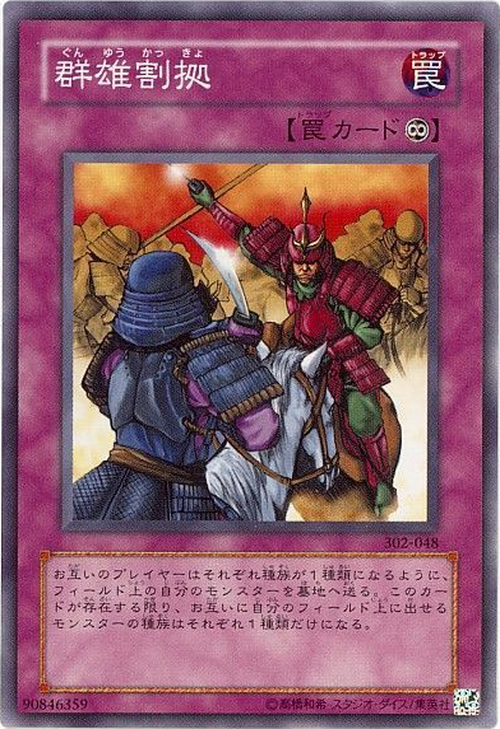 ぐん ゆう かっ きょ
群雄割拠
トラップ
罠
トラップ
【罠カード∞】
302-048
お互いのプレイヤーはそれぞれ種族が１種類になるように、
フィールド上の自分のモンスターを墓地へ送る。このカー
ドが存在する限り、お互いに自分のフィールド上に出せる
モンスターの種族はそれぞれ１種類だけになる。
90846359
©高橋和希 スタジオ・ダイス/集英社